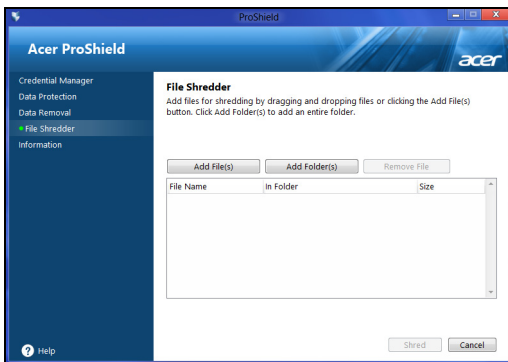 ProShield
Acer ProShield
acer
Credential Manager
Data Protection
Data Removal
File Shredder
Information
File Shredder
Add files for shredding by dragging and dropping files or clicking the Add File(s)
button. Click Add Folder(s) to add an entire folder.
Add File(s) Add Folder(s) Remove File
File Name In Folder Size
Shred Cancel
? Help